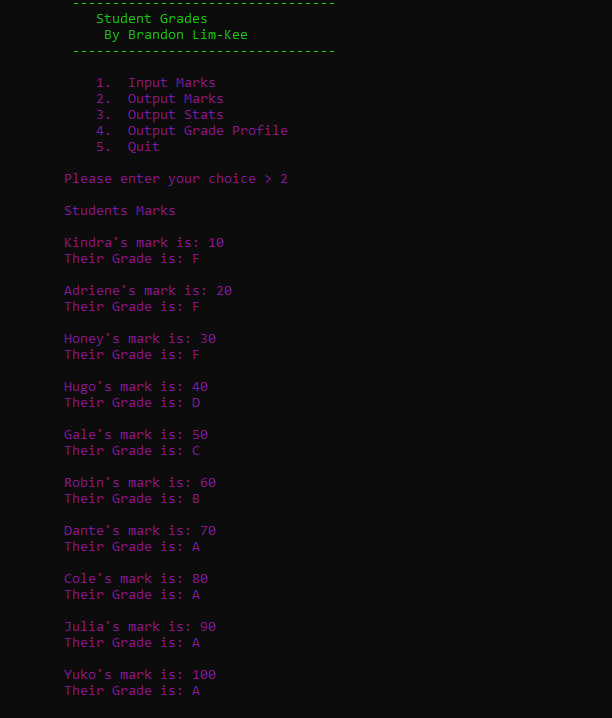 --------------------------------
Student Grades
By Brandon Lim-Kee
--------------------------------
1. Input Marks
2. Output Marks
3. Output Stats
4. Output Grade Profile
5. Quit
Please enter your choice > 2
Students Marks
Kindra's mark is: 10
Their Grade is: F
Adriene's mark is: 20
Their Grade is: F
Honey's mark is: 30
Their Grade is: F
Hugo's mark is: 40
Their Grade is: D
Gale's mark is: 50
Their Grade is: C
Robin's mark is: 60
Their Grade is: B
Dante's mark is: 70
Their Grade is: A
Cole's mark is: 80
Their Grade is: A
Julia's mark is: 90
Their Grade is: A
Yuko's mark is: 100
Their Grade is: A